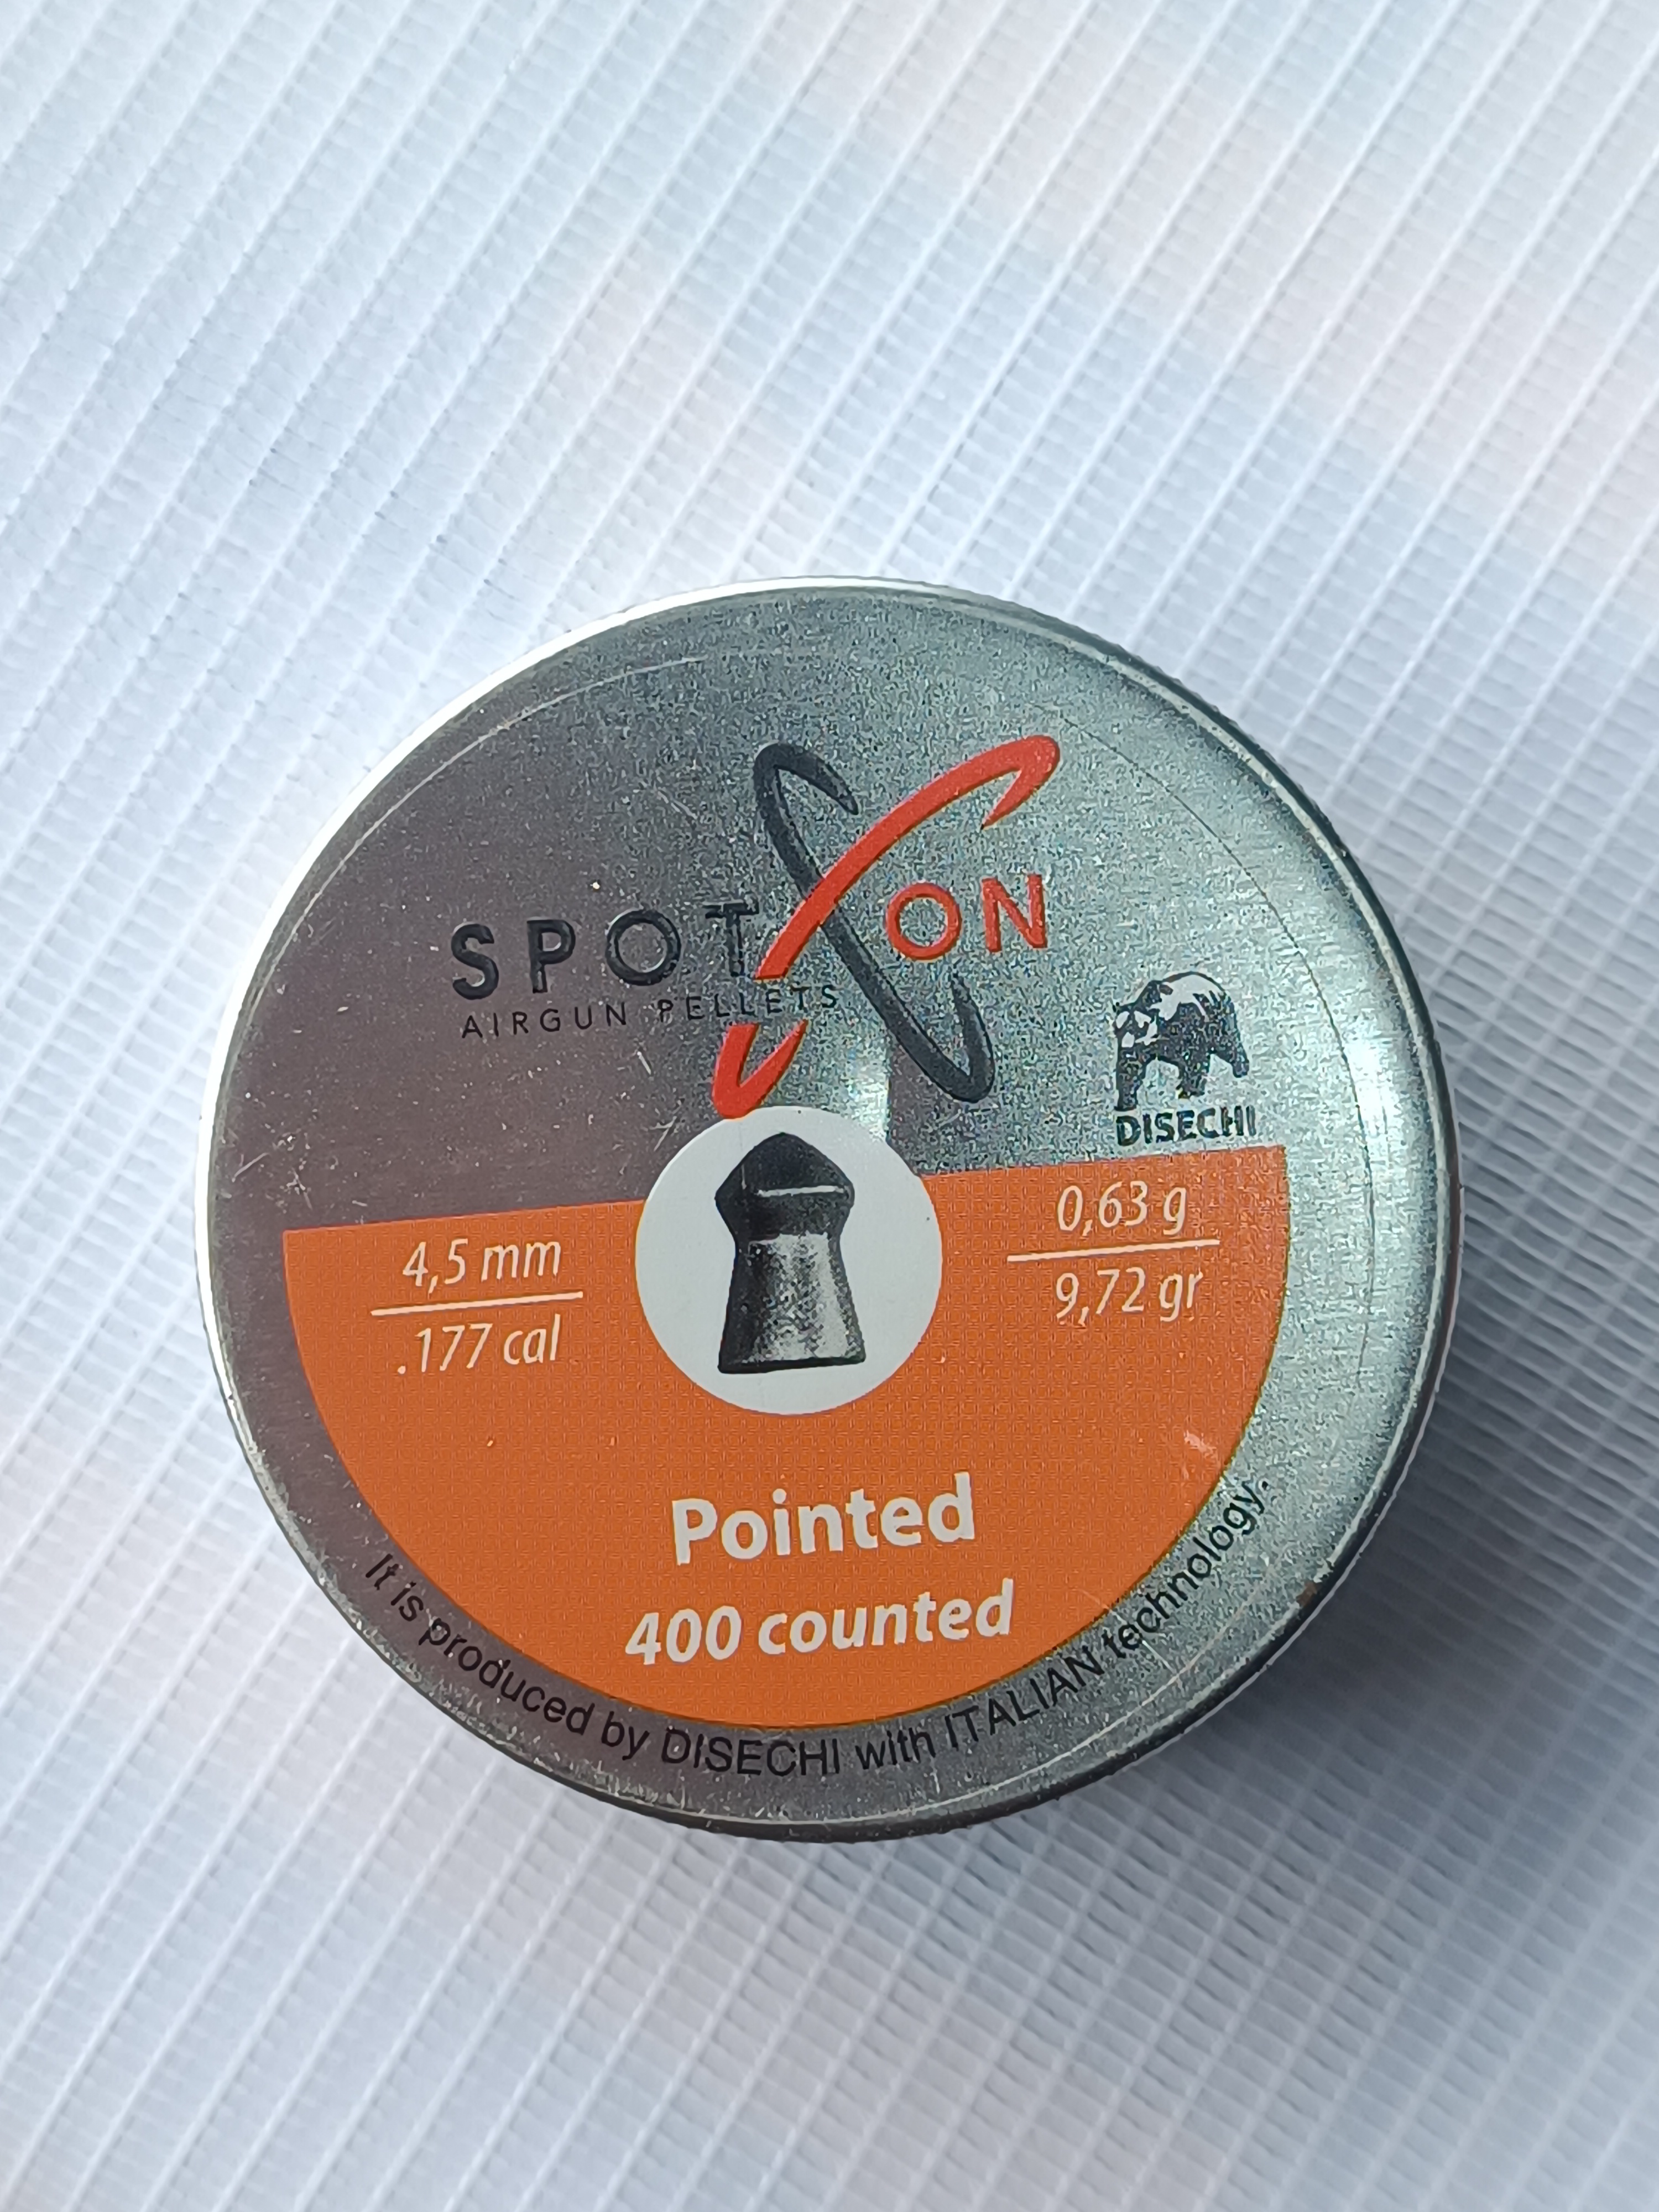 SPOT ON
AIRGUN PELLETS
DISECHI
4,5 mm
.177 cal
0,63 g
9,72 gr
Pointed
400 counted
It is produced by DISECHI with ITALIAN technology.